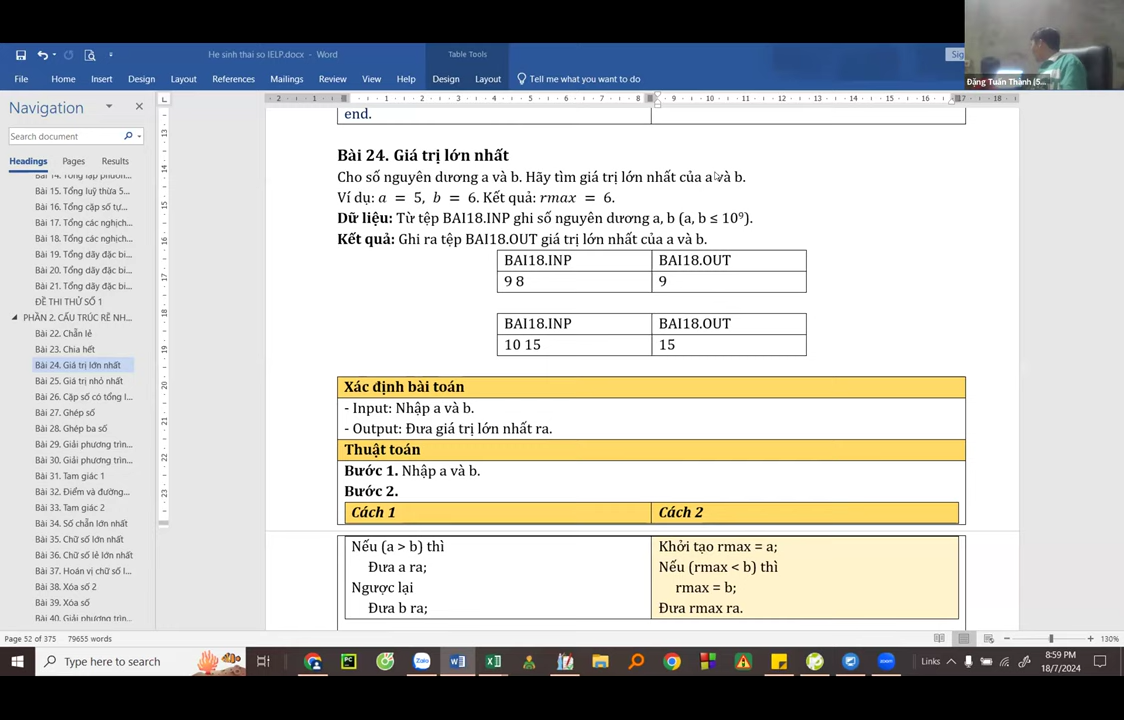 He sinh thai so IELP.docx - Word
Table Tools
Sig
File Home Insert Design Layout References Mailings Review View Help Design Layout Tell me what you want to do
Đặng Tuấn Thành (5...
Navigation
Search document
Headings Pages Results
Bài 15. Tổng luỹ thừa 5...
Bài 16. Tổng cặp số tự...
Bài 17. Tổng các nghịch...
Bài 18. Tổng các nghịch...
Bài 19. Tổng dãy đặc bi...
Bài 20. Tổng dãy đặc bi...
Bài 21. Tổng dãy đặc bi...
ĐỀ THI THỬ SỐ 1
PHẦN 2. CẤU TRÚC RẼ NH...
Bài 22. Chẵn lẻ
Bài 23. Chia hết
Bài 24. Giá trị lớn nhất
Bài 25. Giá trị nhỏ nhất
Bài 26. Cặp số có tổng l...
Bài 27. Ghép số
Bài 28. Ghép ba số
Bài 29. Giải phương trìn...
Bài 30. Giải phương trìn...
Bài 31. Tam giác 1
Bài 32. Điểm và đường...
Bài 33. Tam giác 2
Bài 34. Số chẵn lớn nhất
Bài 35. Chữ số lớn nhất
Bài 36. Chữ số lẻ lớn nhất
Bài 37. Hoán vị chữ số l...
Bài 38. Xóa số 2
Bài 39. Xóa số
Bài 40. Giải phương trìn...
end.
Bài 24. Giá trị lớn nhất
Cho số nguyên dương a và b. Hãy tìm giá trị lớn nhất của a và b.
Ví dụ: a = 5, b = 6. Kết quả: rmax = 6.
Dữ liệu: Từ tệp BAI18.INP ghi số nguyên dương a, b (a, b ≤ 10⁹).
Kết quả: Ghi ra tệp BAI18.OUT giá trị lớn nhất của a và b.
BAI18.INP BAI18.OUT
9 8 9
BAI18.INP BAI18.OUT
10 15 15
Xác định bài toán
- Input: Nhập a và b.
- Output: Đưa giá trị lớn nhất ra.
Thuật toán
Bước 1. Nhập a và b.
Bước 2.
Cách 1 Cách 2
Nếu (a > b) thì
Đưa a ra;
Ngược lại
Đưa b ra;
Khởi tạo rmax = a;
Nếu (rmax < b) thì
rmax = b;
Đưa rmax ra.
Page 52 of 375 79655 words
130%
Type here to search
Links
8:59 PM
18/7/2024